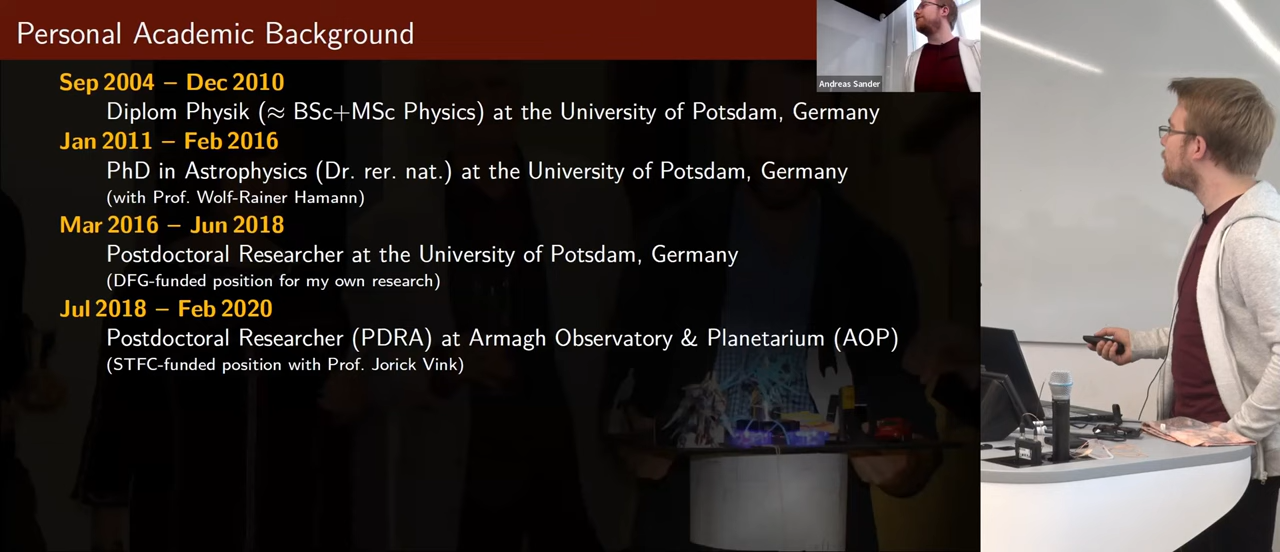 Personal Academic Background
Andreas Sander
Sep 2004 – Dec 2010
Diplom Physik (≈ BSc+MSc Physics) at the University of Potsdam, Germany
Jan 2011 – Feb 2016
PhD in Astrophysics (Dr. rer. nat.) at the University of Potsdam, Germany
(with Prof. Wolf-Rainer Hamann)
Mar 2016 – Jun 2018
Postdoctoral Researcher at the University of Potsdam, Germany
(DFG-funded position for my own research)
Jul 2018 – Feb 2020
Postdoctoral Researcher (PDRA) at Armagh Observatory & Planetarium (AOP)
(STFC-funded position with Prof. Jorick Vink)